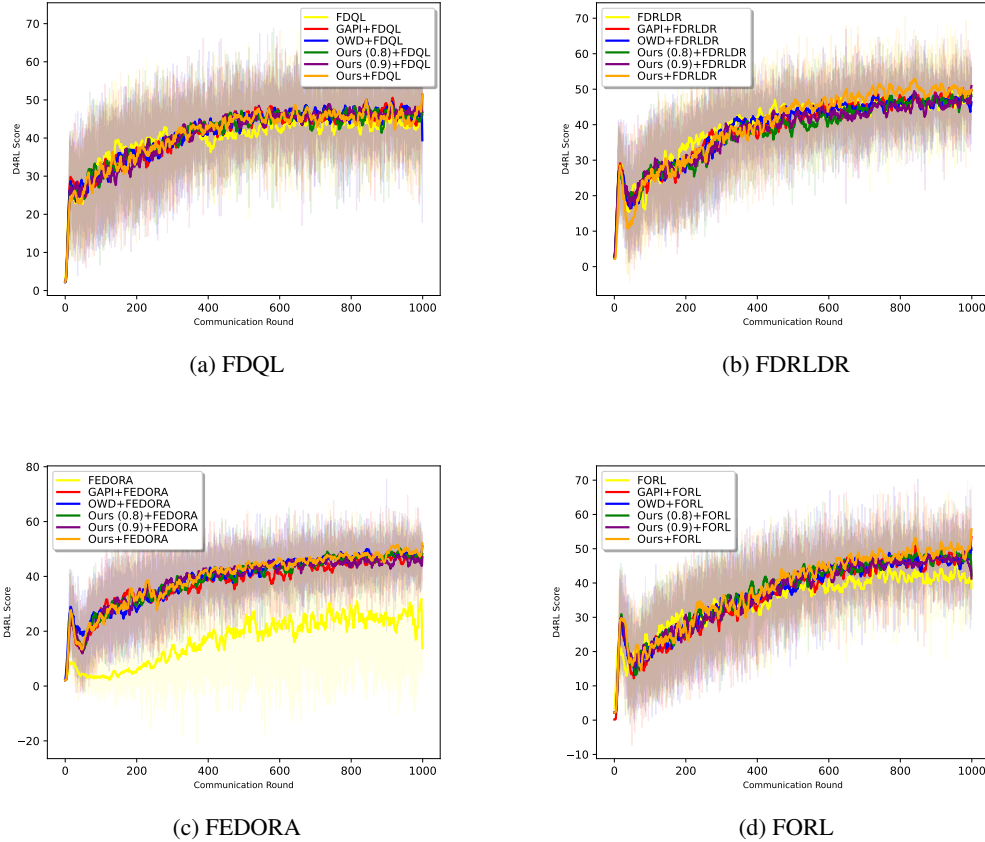 70
60
50
40
30
20
10
0
D4RL Score
FDQL
GAPI+FDQL
OWD+FDQL
Ours (0.8)+FDQL
Ours (0.9)+FDQL
Ours+FDQL
0 200 400 600 800 1000
Communication Round
(a) FDQL
70
60
50
40
30
20
10
0
D4RL Score
FDRLDR
GAPI+FDRLDR
OWD+FDRLDR
Ours (0.8)+FDRLDR
Ours (0.9)+FDRLDR
Ours+FDRLDR
0 200 400 600 800 1000
Communication Round
(b) FDRLDR
80
60
40
20
0
−20
D4RL Score
FEDORA
GAPI+FEDORA
OWD+FEDORA
Ours (0.8)+FEDORA
Ours (0.9)+FEDORA
Ours+FEDORA
0 200 400 600 800 1000
Communication Round
(c) FEDORA
70
60
50
40
30
20
10
0
−10
D4RL Score
FORL
GAPI+FORL
OWD+FORL
Ours (0.8)+FORL
Ours (0.9)+FORL
Ours+FORL
0 200 400 600 800 1000
Communication Round
(d) FORL